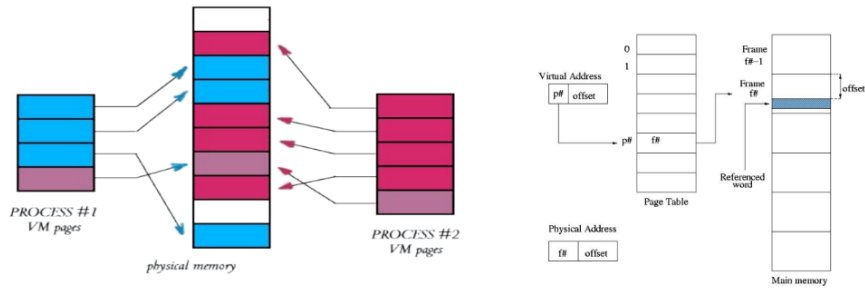 PROCESS #1
VM pages
physical memory
PROCESS #2
VM pages
Virtual Address
p# offset
0
1
p# f#
Page Table
Physical Address
f# offset
Frame
f#-1
Frame
f#
offset
Referenced
word
Main memory